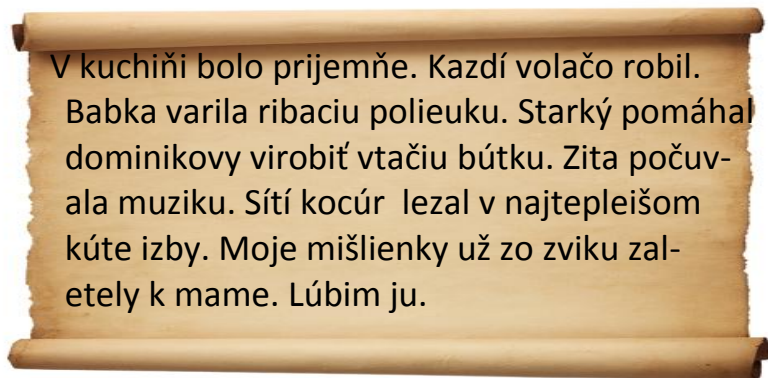 V kuchiňi bolo prijemňe. Kazdí volačo robil.
Babka varila ribaciu polieuku. Starký pomáhal
dominikovy virobiť vtačiu bútku. Zita počuv-
ala muziku. Sítí kocúr  lezal v najtepleišom
kúte izby. Moje mišlienky už zo zviku zal-
etely k mame. Lúbim ju.